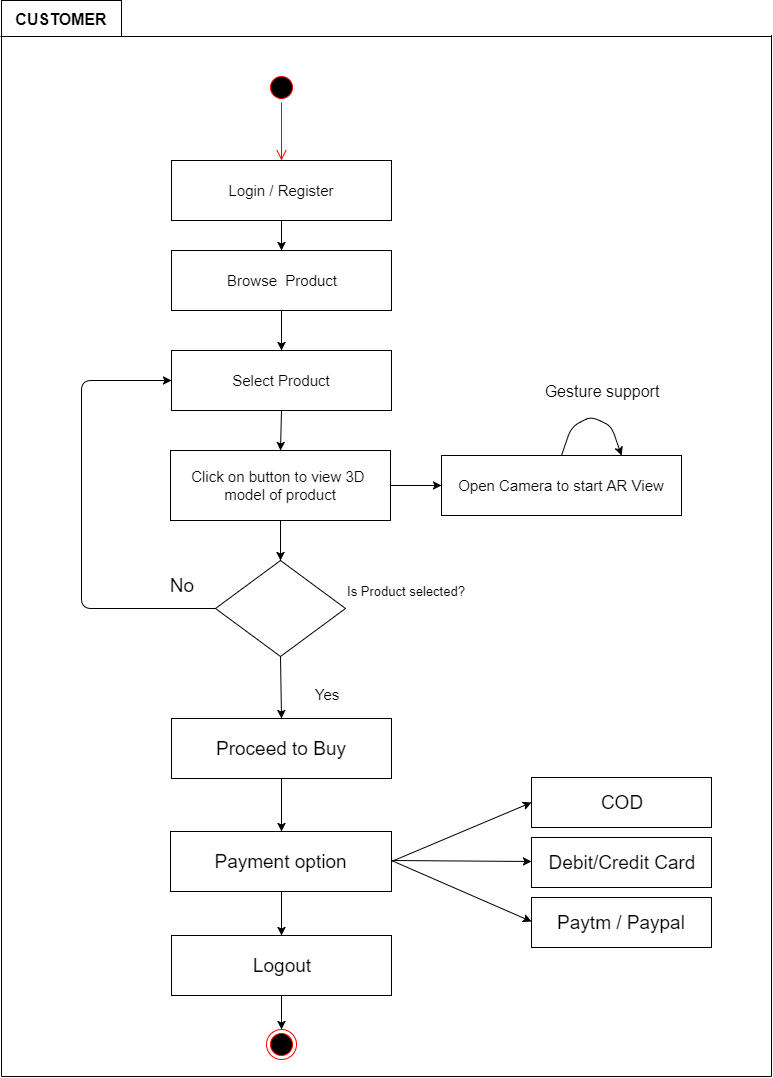 CUSTOMER
Login / Register
Browse  Product
Select Product
Gesture support
Click on button to view 3D
model of product
Open Camera to start AR View
No
Is Product selected?
Yes
Proceed to Buy
COD
Payment option
Debit/Credit Card
Paytm / Paypal
Logout